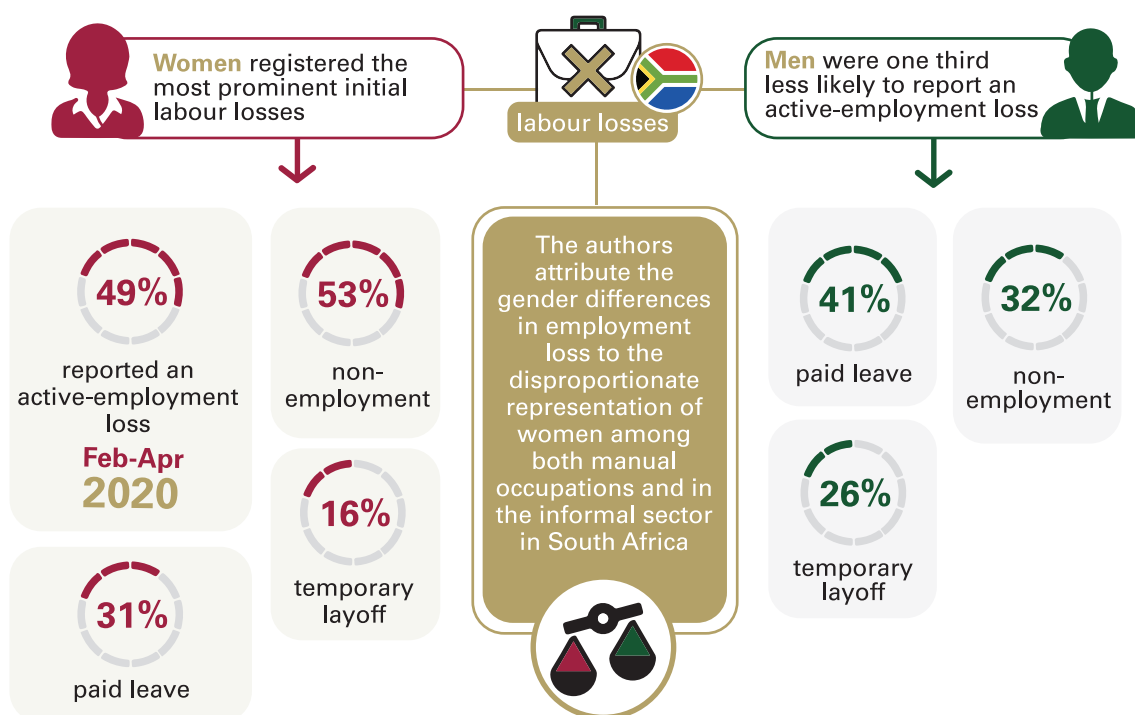 Women registered the
most prominent initial
labour losses
labour losses
Men were one third
less likely to report an
active-employment loss
49%
reported an
active-employment
loss
Feb-Apr
2020
53%
non-
employment
16%
temporary
layoff
31%
paid leave
The authors
attribute the
gender differences
in employment
loss to the
disproportionate
representation of
women among
both manual
occupations and in
the informal sector
in South Africa
41%
paid leave
32%
non-
employment
26%
temporary
layoff